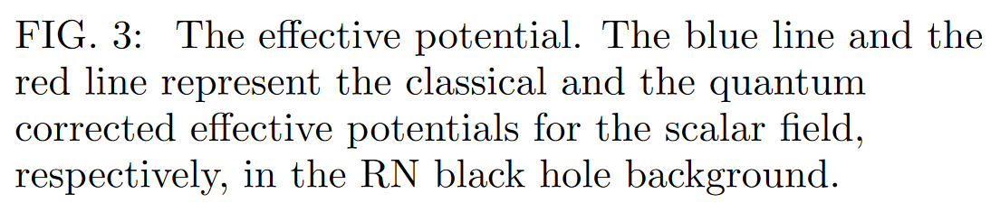 FIG. 3: The effective potential. The blue line and the
red line represent the classical and the quantum
corrected effective potentials for the scalar field,
respectively, in the RN black hole background.